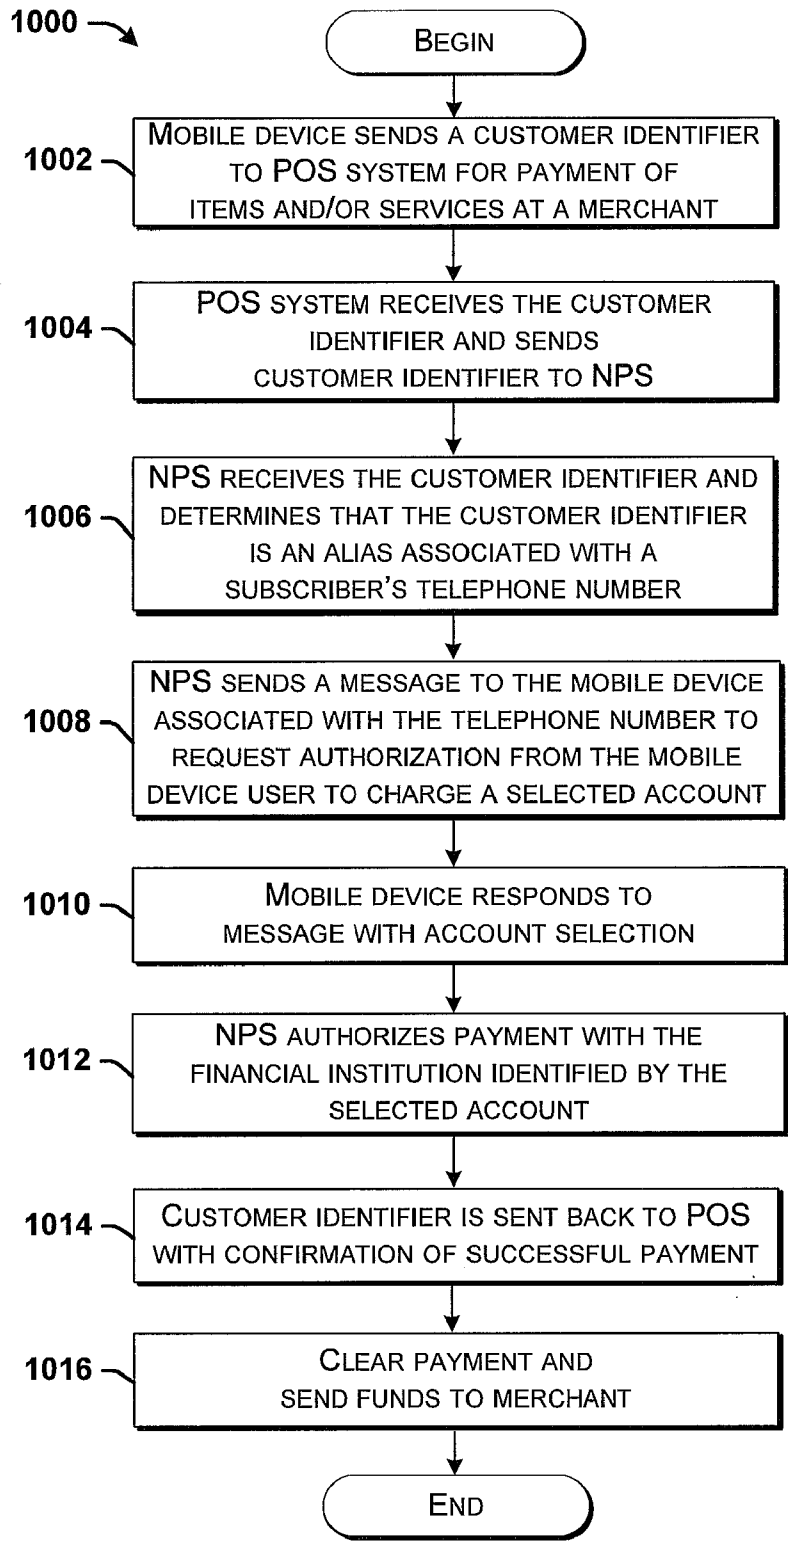 1000
BEGIN
1002
MOBILE DEVICE SENDS A CUSTOMER IDENTIFIER
TO POS SYSTEM FOR PAYMENT OF
ITEMS AND/OR SERVICES AT A MERCHANT
1004
POS SYSTEM RECEIVES THE CUSTOMER
IDENTIFIER AND SENDS
CUSTOMER IDENTIFIER TO NPS
1006
NPS RECEIVES THE CUSTOMER IDENTIFIER AND
DETERMINES THAT THE CUSTOMER IDENTIFIER
IS AN ALIAS ASSOCIATED WITH A
SUBSCRIBER'S TELEPHONE NUMBER
1008
NPS SENDS A MESSAGE TO THE MOBILE DEVICE
ASSOCIATED WITH THE TELEPHONE NUMBER TO
REQUEST AUTHORIZATION FROM THE MOBILE
DEVICE USER TO CHARGE A SELECTED ACCOUNT
1010
MOBILE DEVICE RESPONDS TO
MESSAGE WITH ACCOUNT SELECTION
1012
NPS AUTHORIZES PAYMENT WITH THE
FINANCIAL INSTITUTION IDENTIFIED BY THE
SELECTED ACCOUNT
1014
CUSTOMER IDENTIFIER IS SENT BACK TO POS
WITH CONFIRMATION OF SUCCESSFUL PAYMENT
1016
CLEAR PAYMENT AND
SEND FUNDS TO MERCHANT
END